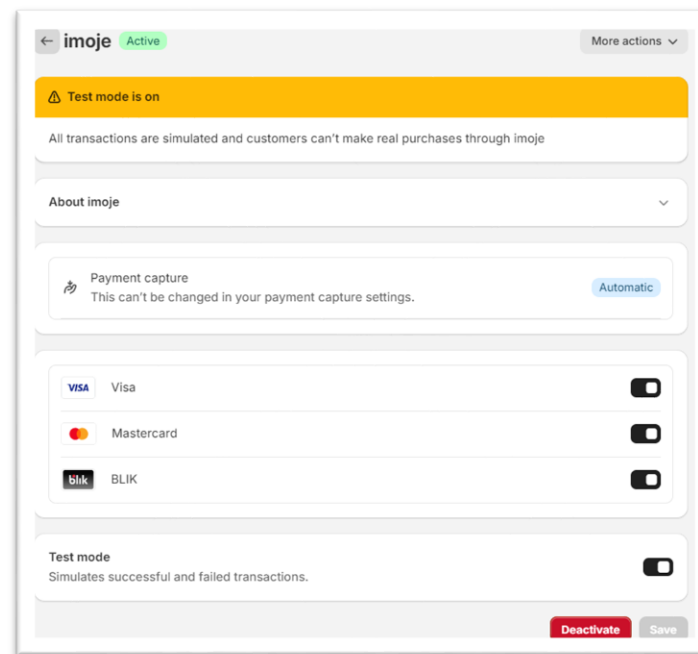 imoje Active More actions
Test mode is on
All transactions are simulated and customers can't make real purchases through imoje
About imoje
Payment capture
This can't be changed in your payment capture settings.
Automatic
VISA Visa
Mastercard
blik BLIK
Test mode
Simulates successful and failed transactions.
Deactivate Save